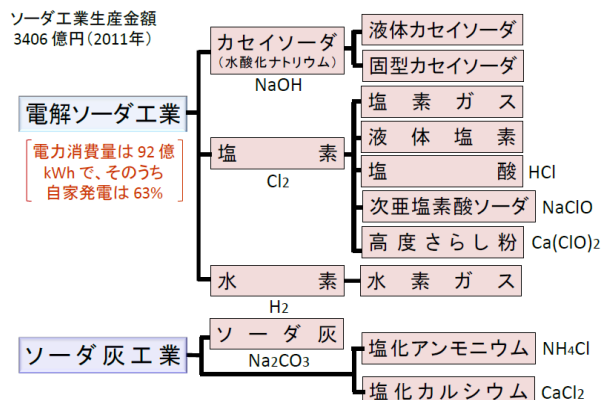 ソーダ工業生産金額
3406 億円（2011年）
電解ソーダ工業
電力消費量は 92 億
kWh で、そのうち
自家発電は 63%
カセイソーダ
（水酸化ナトリウム）
NaOH
液体カセイソーダ
固型カセイソーダ
塩素
Cl2
塩素ガス
液体塩素
塩酸
HCl
次亜塩素酸ソーダ
NaClO
高度さらし粉
Ca(ClO)2
水素
H2
水素ガス
ソーダ灰工業
ソーダ灰
Na2CO3
塩化アンモニウム
NH4Cl
塩化カルシウム
CaCl2